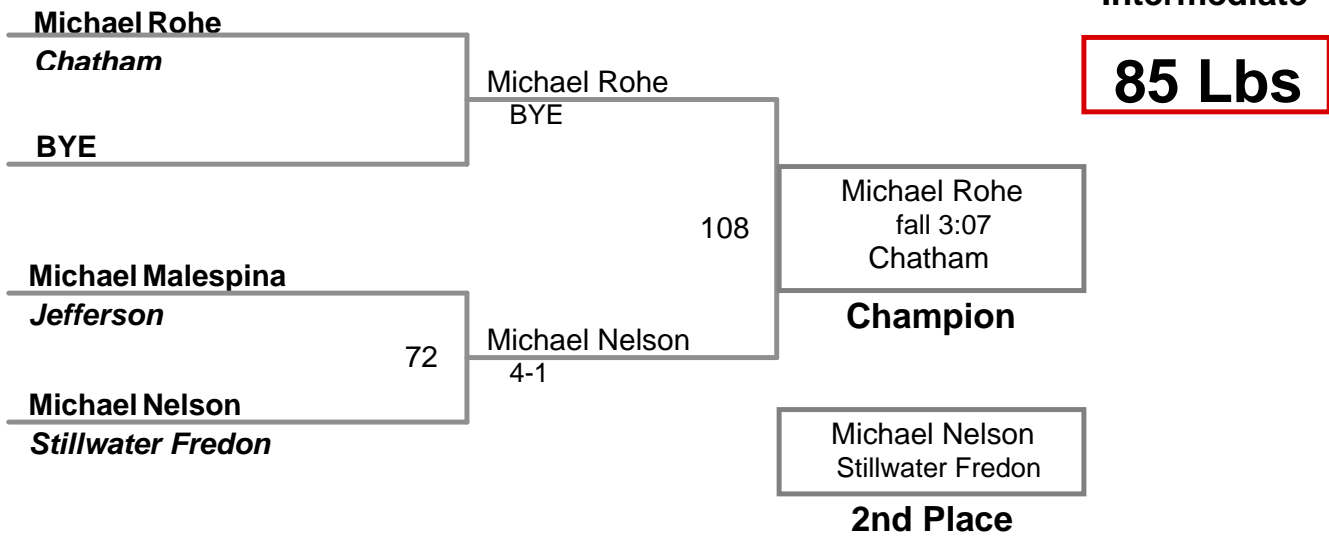 Intermediate
85 Lbs
Michael Rohe
Chatham
BYE
Michael Rohe
BYE
108
Michael Rohe
fall 3:07
Chatham
Champion
Michael Malespina
Jefferson
72
Michael Nelson
4-1
Michael Nelson
Stillwater Fredon
Michael Nelson
Stillwater Fredon
2nd Place